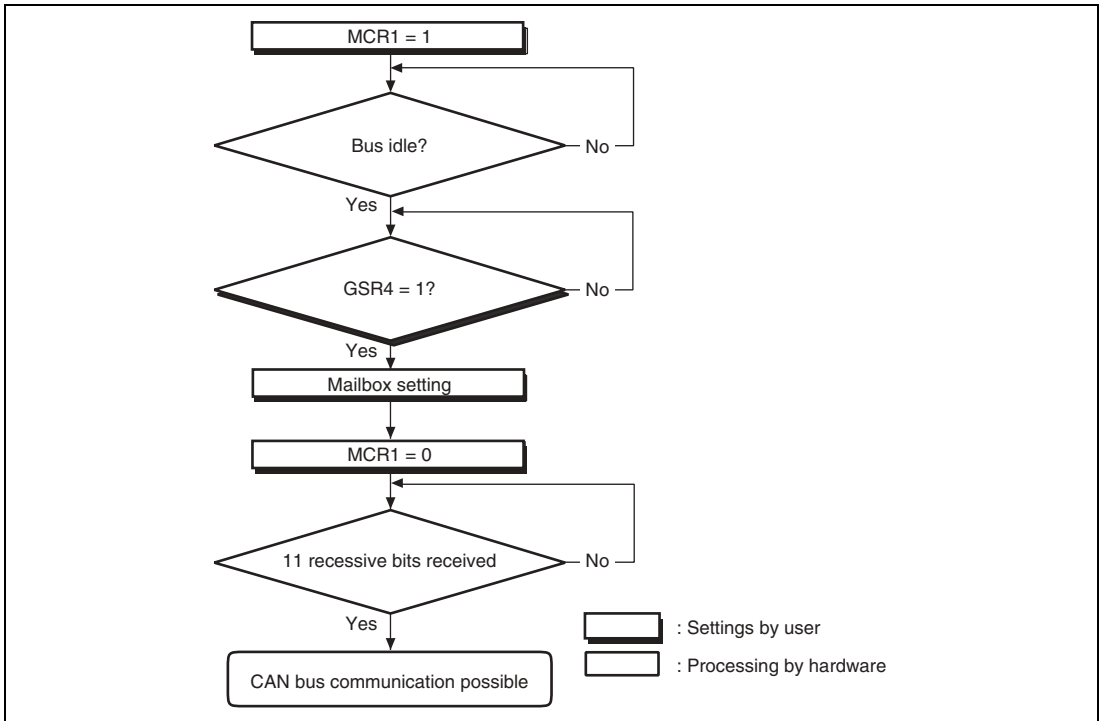 MCR1 = 1
Bus idle?
No
Yes
GSR4 = 1?
No
Yes
Mailbox setting
MCR1 = 0
11 recessive bits received
No
Yes
CAN bus communication possible
: Settings by user
: Processing by hardware